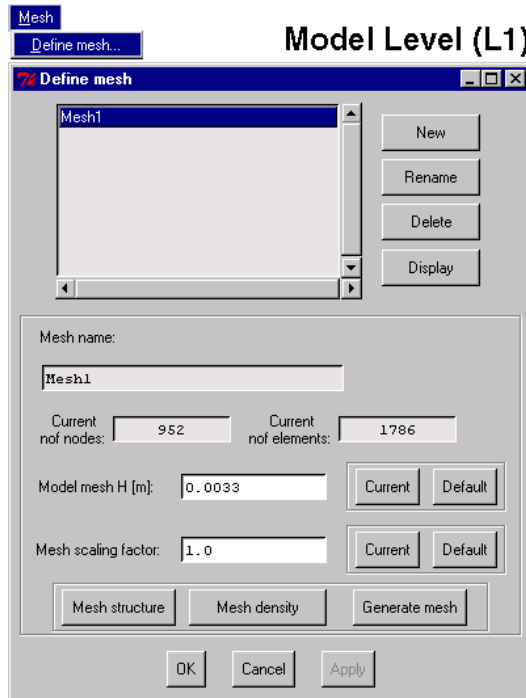 Mesh
Define mesh...
Model Level (L1)
Define mesh
Mesh1
New
Rename
Delete
Display
Mesh name:
Mesh1
Current nof nodes: 952 Current nof elements: 1786
Model mesh H [m]: 0.0033 Current Default
Mesh scaling factor: 1.0 Current Default
Mesh structure Mesh density Generate mesh
OK Cancel Apply